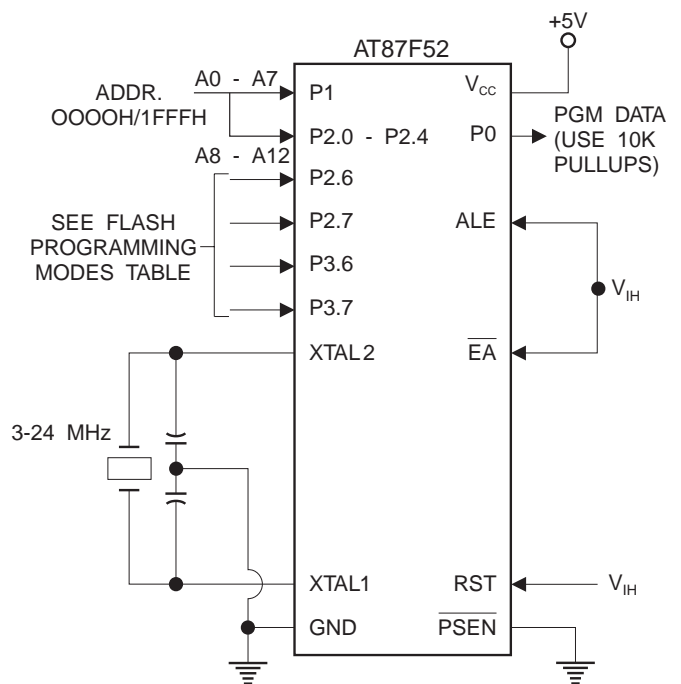 +5V
AT87F52
A0 - A7
ADDR.
OOOOH/1FFFH
P1
VCC
PGM DATA
(USE 10K
PULLUPS)
P2.0 - P2.4
P0
A8 - A12
P2.6
SEE FLASH
PROGRAMMING
MODES TABLE
P2.7
ALE
P3.6
VIH
P3.7
XTAL2
EA
3-24 MHz
XTAL1
RST
VIH
GND
PSEN